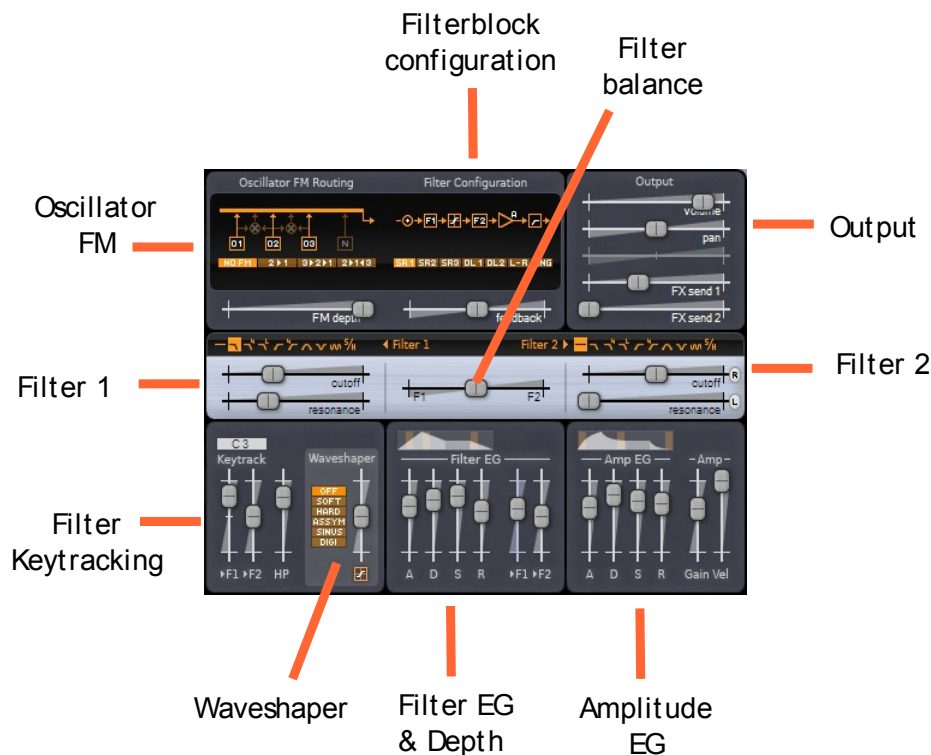 Filterblock
configuration
Filter
balance
Oscillator FM Routing
Filter Configuration
Output
Oscillator
FM
F1
F2
A
volume
pan
Output
O1
O2
O3
N
NO FM
2▸1
3▸2▸1
2▸1◂3
SR1 SR2 SR3 DL1 DL2 L-R RNG
FX send 1
FM depth
feedback
FX send 2
S/H
◂ Filter 1
Filter 2 ▸
S/H
Filter 1
cutoff
resonance
F1
F2
cutoff
resonance
R
L
Filter 2
C 3
Keytrack
Waveshaper
Filter EG
Amp EG
Amp
OFF
SOFT
HARD
ASSYM
SINUS
DIGI
Filter
Keytracking
▸F1 ▸F2 HP
A D S R
▸F1 ▸F2
A D S R
Gain Vel
Waveshaper
Filter EG
& Depth
Amplitude
EG